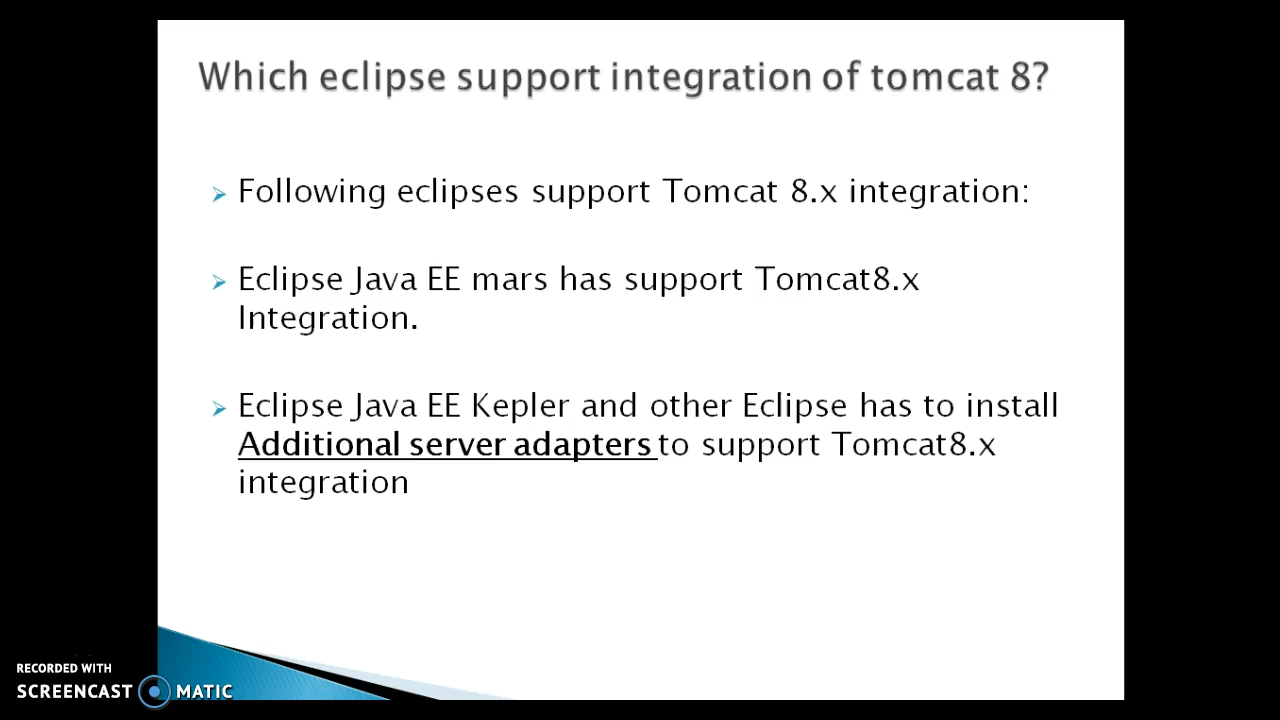 Which eclipse support integration of tomcat 8?
Following eclipses support Tomcat 8.x integration:
Eclipse Java EE mars has support Tomcat8.x
Integration.
Eclipse Java EE Kepler and other Eclipse has to install
Additional server adapters to support Tomcat8.x
integration
RECORDED WITH
SCREENCAST MATIC